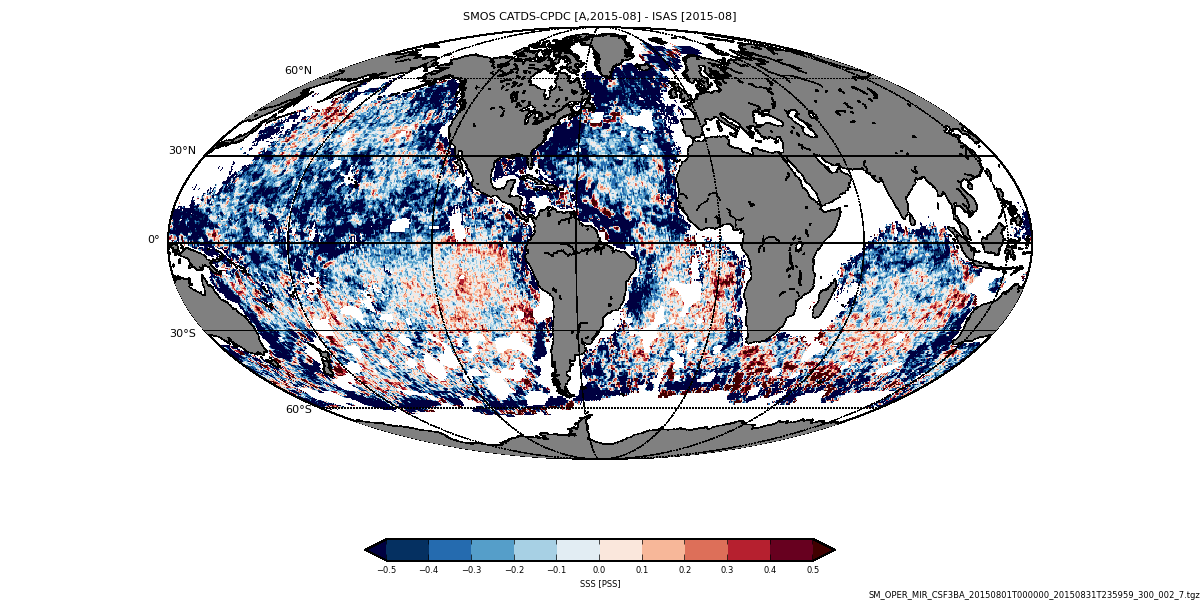 SMOS CATDS-CPDC [A,2015-08] - ISAS [2015-08]
60°N
30°N
0°
30°S
60°S
−0.5 −0.4 −0.3 −0.2 −0.1 0.0 0.1 0.2 0.3 0.4 0.5
SSS [PSS]
SM_OPER_MIR_CSF3BA_20150801T000000_20150831T235959_300_002_7.tgz